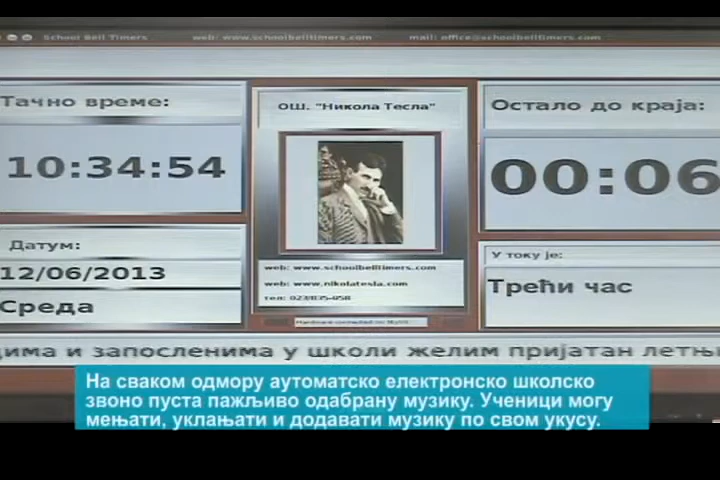 School Bell Timers
web: www.schoolbelltimers.com
mail: office@schoolbelltimers.com
Тачно време:
10:34:54
Датум:
12/06/2013
Среда
ОШ. "Никола Тесла"
web: www.schoolbelltimers.com
web: www.nikolatesla.com
тел: 023/835-058
Остало до краја:
00:06
У току је:
Трећи час
цима и запосленима у школи желим пријатан летњ
На сваком одмору аутоматско електронско школско
звоно пуста пажљиво одабрану музику. Ученици могу
мењати, уклањати и додавати музику по свом укусу.